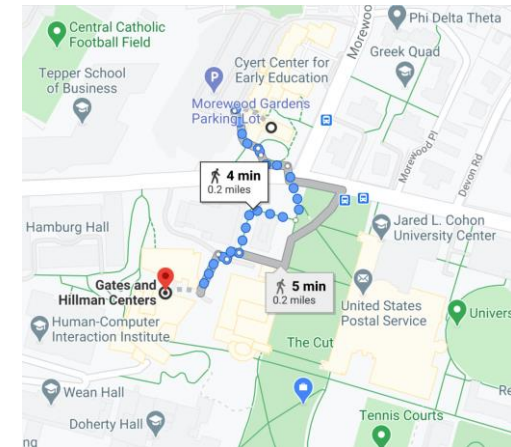 Central Catholic
Football Field
Phi Delta Theta
Morewood
Greek Quad
Tepper School
of Business
Cyert Center for
Early Education
P
Morewood Gardens
Parking Lot
Morewood Pl
Devon Rd
4 min
0.2 miles
Hamburg Hall
Jared L. Cohon
University Center
Gates and
Hillman Centers
5 min
0.2 miles
United States
Postal Service
Univers
Human-Computer
Interaction Institute
The Cut
Wean Hall
Re
Doherty Hall
Tennis Courts
ng